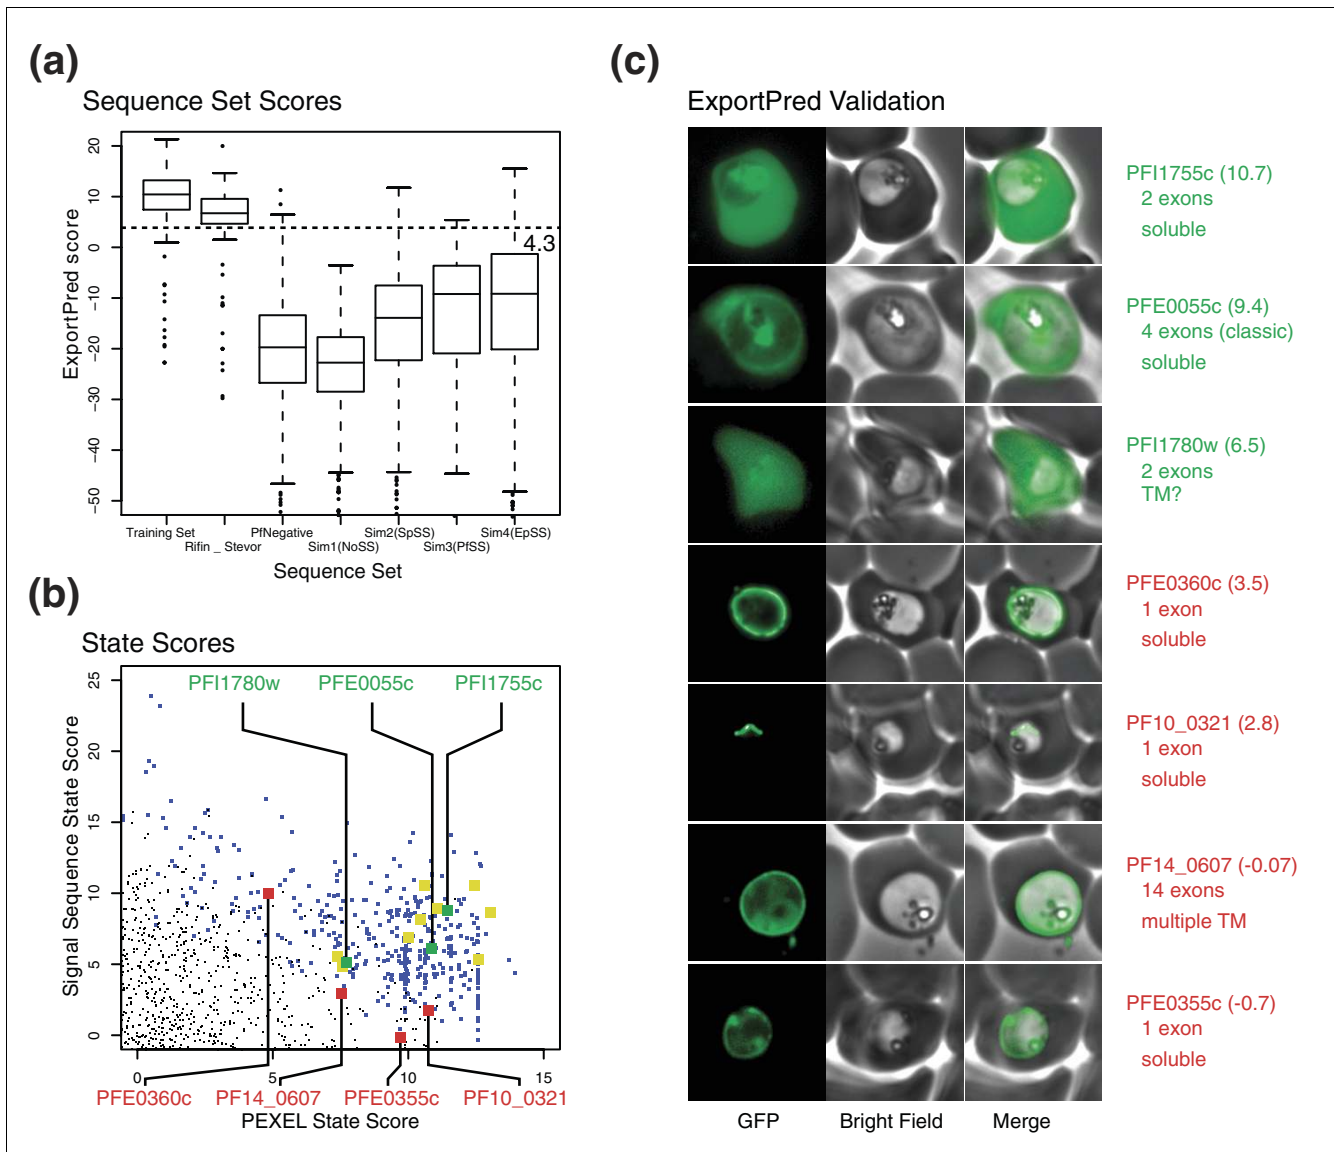 (a)
Sequence Set Scores
ExportPred score
20
10
0
−10
−20
−30
−40
−50
4.3
Training Set
Rifin _ Stevor
PfNegative
Sim1(NoSS)
Sim2(SpSS)
Sim3(PfSS)
Sim4(EpSS)
Sequence Set
(b)
State Scores
Signal Sequence State Score
25
20
15
10
5
0
PFI1780w
PFE0055c
PFI1755c
0
5
10
15
PFE0360c
PF14_0607
PFE0355c
PF10_0321
PEXEL State Score
(c)
ExportPred Validation
PFI1755c (10.7)
2 exons
soluble
PFE0055c (9.4)
4 exons (classic)
soluble
PFI1780w (6.5)
2 exons
TM?
PFE0360c (3.5)
1 exon
soluble
PF10_0321 (2.8)
1 exon
soluble
PF14_0607 (-0.07)
14 exons
multiple TM
PFE0355c (-0.7)
1 exon
soluble
GFP
Bright Field
Merge